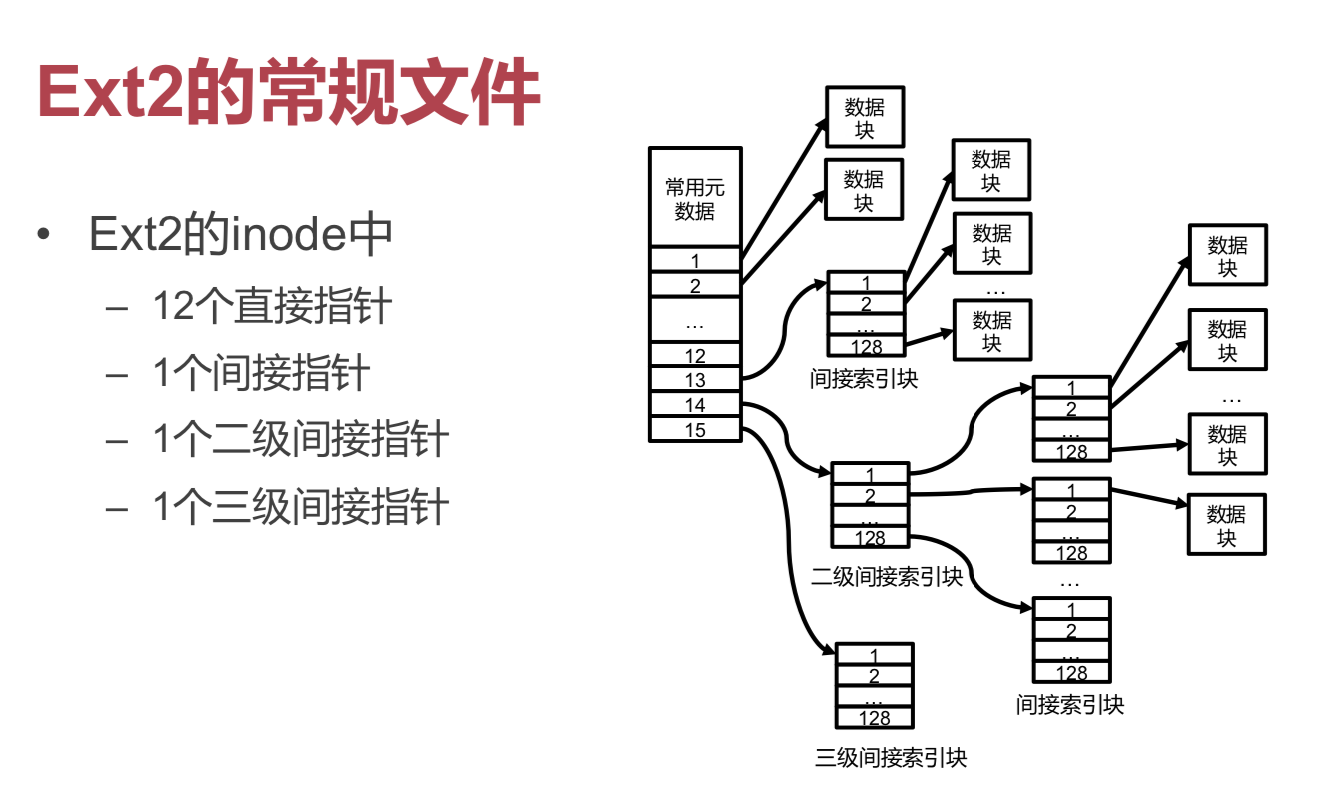 Ext2的常规文件
• Ext2的inode中
– 12个直接指针
– 1个间接指针
– 1个二级间接指针
– 1个三级间接指针
常用元
数据
1
2
…
12
13
14
15
数据
块
数据
块
1
2
…
128
间接索引块
数据
块
数据
块
…
数据
块
1
2
…
128
二级间接索引块
1
2
…
128
1
2
…
128
…
1
2
…
128
间接索引块
数据
块
数据
块
…
数据
块
数据
块
1
2
…
128
三级间接索引块